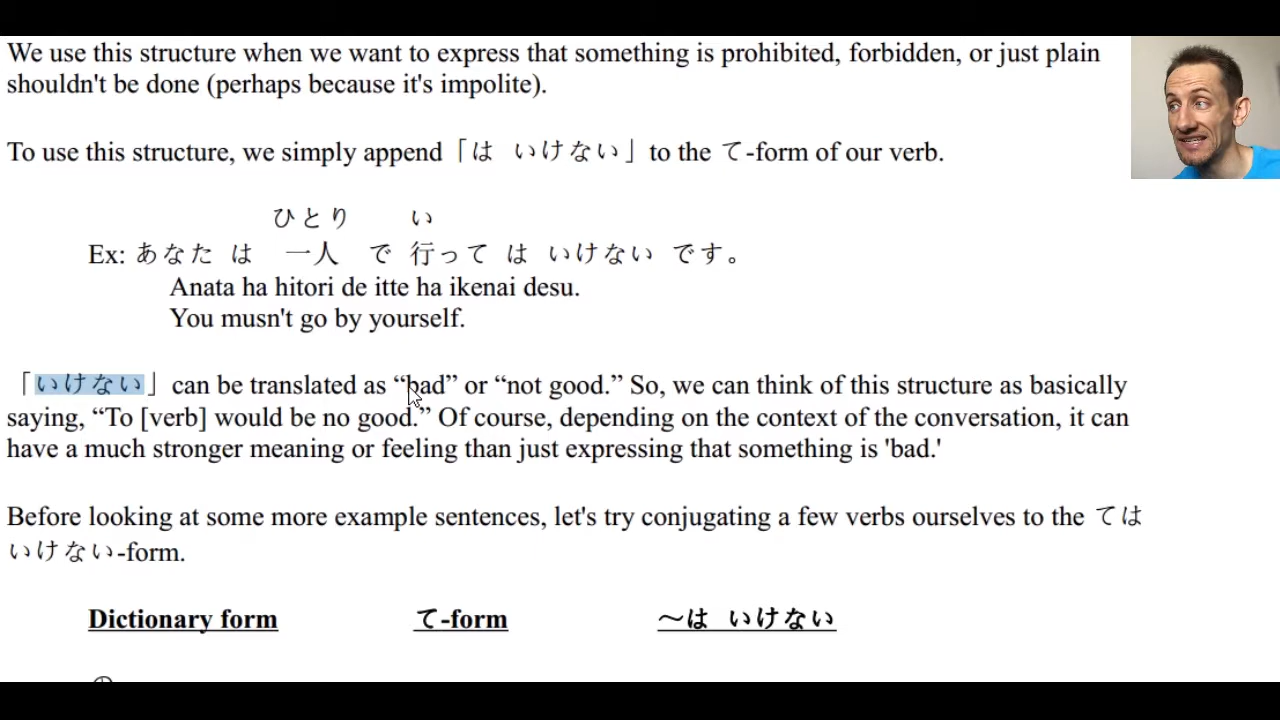 We use this structure when we want to express that something is prohibited, forbidden, or just plain
shouldn't be done (perhaps because it's impolite).
To use this structure, we simply append「は いけない」to the て-form of our verb.
ひとり い
Ex: あなた は 一人 で 行って は いけない です。
Anata ha hitori de itte ha ikenai desu.
You musn't go by yourself.
「いけない」can be translated as “bad” or “not good.” So, we can think of this structure as basically
saying, “To [verb] would be no good.” Of course, depending on the context of the conversation, it can
have a much stronger meaning or feeling than just expressing that something is 'bad.'
Before looking at some more example sentences, let's try conjugating a few verbs ourselves to the ては
いけない-form.
Dictionary form て-form ～は いけない